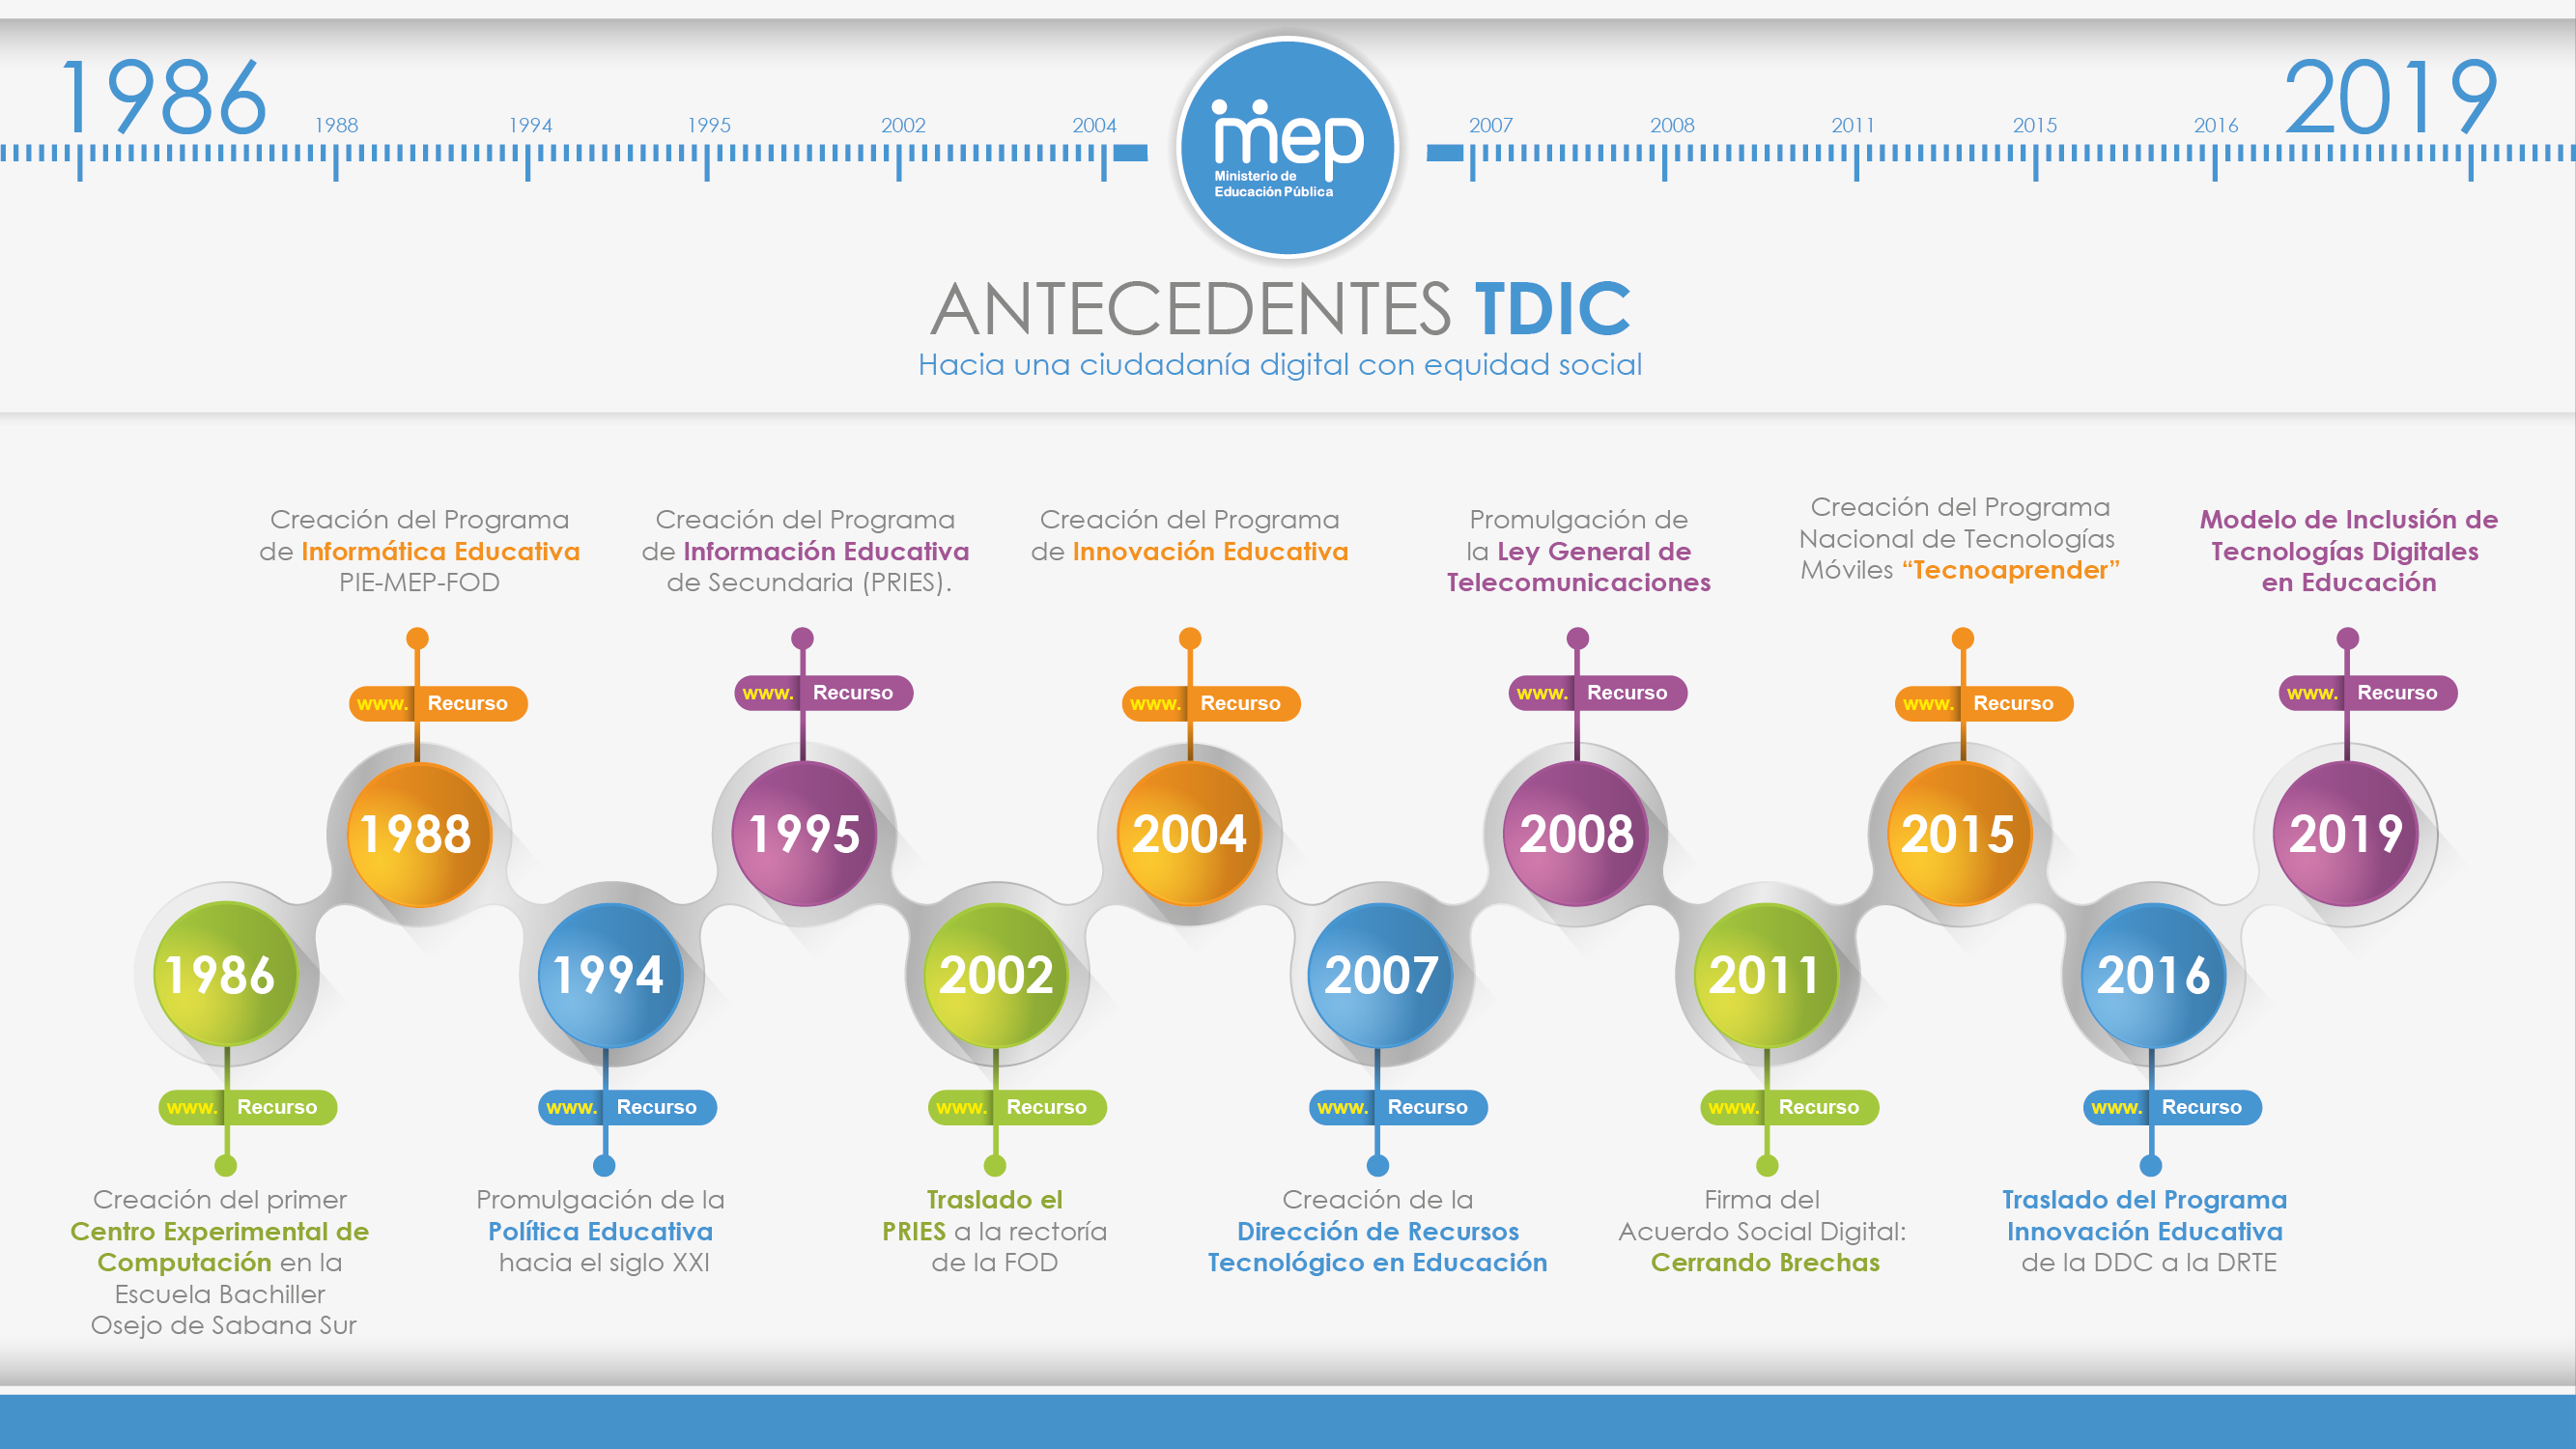 1986
1988
1994
1995
2002
2004
mep
Ministerio de
Educación Pública
2007
2008
2011
2015
2016
2019
ANTECEDENTES TDIC
Hacia una ciudadanía digital con equidad social
Creación del Programa
de Informática Educativa
PIE-MEP-FOD
www. Recurso
1988
Creación del Programa
de Información Educativa
de Secundaria (PRIES).
www. Recurso
1995
Creación del Programa
de Innovación Educativa
www. Recurso
2004
Promulgación de
la Ley General de
Telecomunicaciones
www. Recurso
2008
Creación del Programa
Nacional de Tecnologías
Móviles “Tecnoaprender”
www. Recurso
2015
Modelo de Inclusión de
Tecnologías Digitales
en Educación
www. Recurso
2019
1986
www. Recurso
Creación del primer
Centro Experimental de
Computación en la
Escuela Bachiller
Osejo de Sabana Sur
1994
www. Recurso
Promulgación de la
Política Educativa
hacia el siglo XXI
2002
www. Recurso
Traslado el
PRIES a la rectoría
de la FOD
2007
www. Recurso
Creación de la
Dirección de Recursos
Tecnológico en Educación
2011
www. Recurso
Firma del
Acuerdo Social Digital:
Cerrando Brechas
2016
www. Recurso
Traslado del Programa
Innovación Educativa
de la DDC a la DRTE